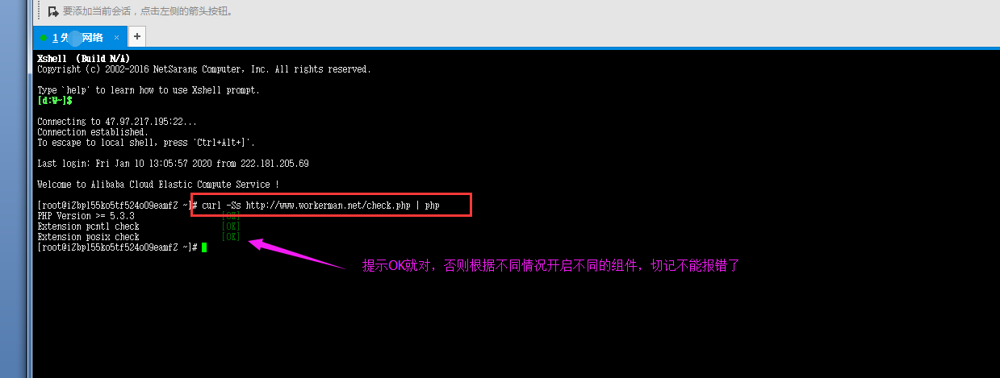 要添加当前会话，点击左侧的箭头按钮。
1 先 网络 × +
Xshell (Build N/A)
Copyright (c) 2002-2016 NetSarang Computer, Inc. All rights reserved.
Type `help' to learn how to use Xshell prompt.
[d:\~]$
Connecting to 47.97.217.195:22...
Connection established.
To escape to local shell, press 'Ctrl+Alt+]'.
Last login: Fri Jan 10 13:05:57 2020 from 222.181.205.69
Welcome to Alibaba Cloud Elastic Compute Service !
[root@iZbp155ko5tf524o09eamfZ ~]# curl -Ss http://www.workerman.net/check.php | php
PHP Version >= 5.3.3 [OK]
Extension pcntl check [OK]
Extension posix check [OK]
[root@iZbp155ko5tf524o09eamfZ ~]#
提示OK就对，否则根据不同情况开启不同的组件，切记不能报错了